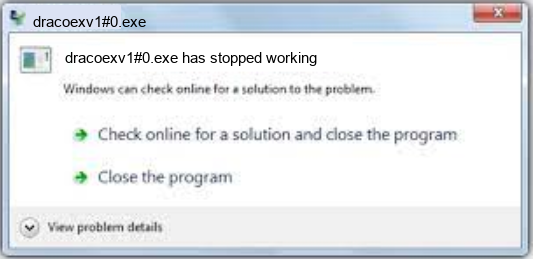 dracoexv1#0.exe
dracoexv1#0.exe has stopped working
Windows can check online for a solution to the problem.
Check online for a solution and close the program
Close the program
View problem details